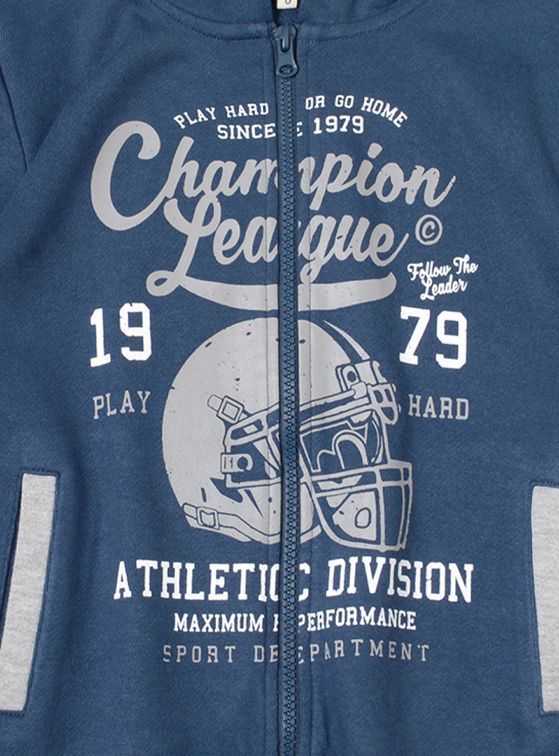 PLAY HARD OR GO HOME
SINCE 1979
Champion
League ©
Follow The
Leader
19 79
PLAY HARD
ATHLETIC DIVISION
MAXIMUM PERFORMANCE
SPORT DEPARTMENT